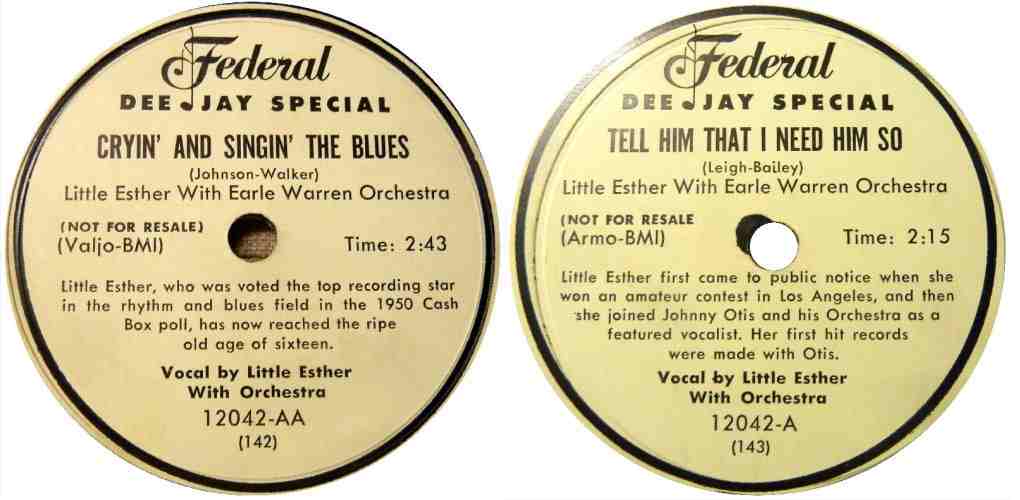 Federal
DEE JAY SPECIAL
CRYIN' AND SINGIN' THE BLUES
(Johnson-Walker)
Little Esther With Earle Warren Orchestra
(NOT FOR RESALE)
(Valjo-BMI)
Time: 2:43
Little Esther, who was voted the top recording star
in the rhythm and blues field in the 1950 Cash
Box poll, has now reached the ripe
old age of sixteen.
Vocal by Little Esther
With Orchestra
12042-AA
(142)
Federal
DEE JAY SPECIAL
TELL HIM THAT I NEED HIM SO
(Leigh-Bailey)
Little Esther With Earle Warren Orchestra
(NOT FOR RESALE
(Armo-BMI)
Time: 2:15
Little Esther first came to public notice when she
won an amateur contest in Los Angeles, and then
she joined Johnny Otis and his Orchestra as a
featured vocalist. Her first hit records
were made with Otis.
Vocal by Little Esther
With Orchestra
12042-A
(143)